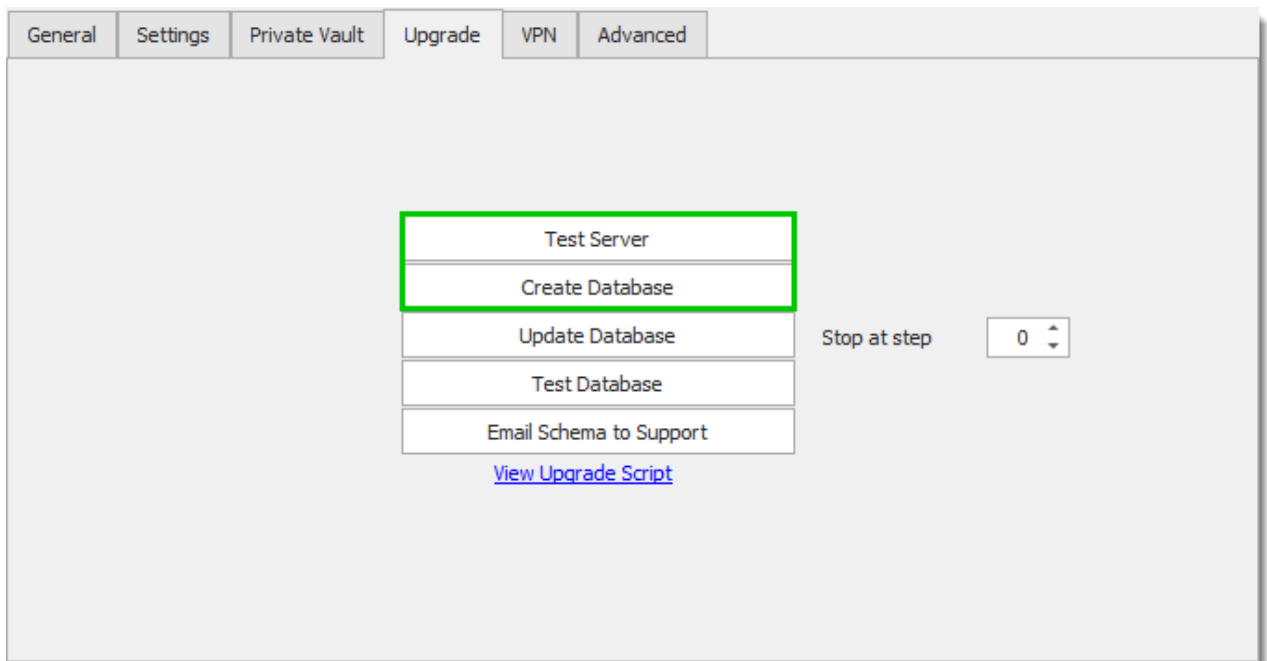 General Settings Private Vault Upgrade VPN Advanced
Test Server
Create Database
Update Database Stop at step 0
Test Database
Email Schema to Support
View Upgrade Script